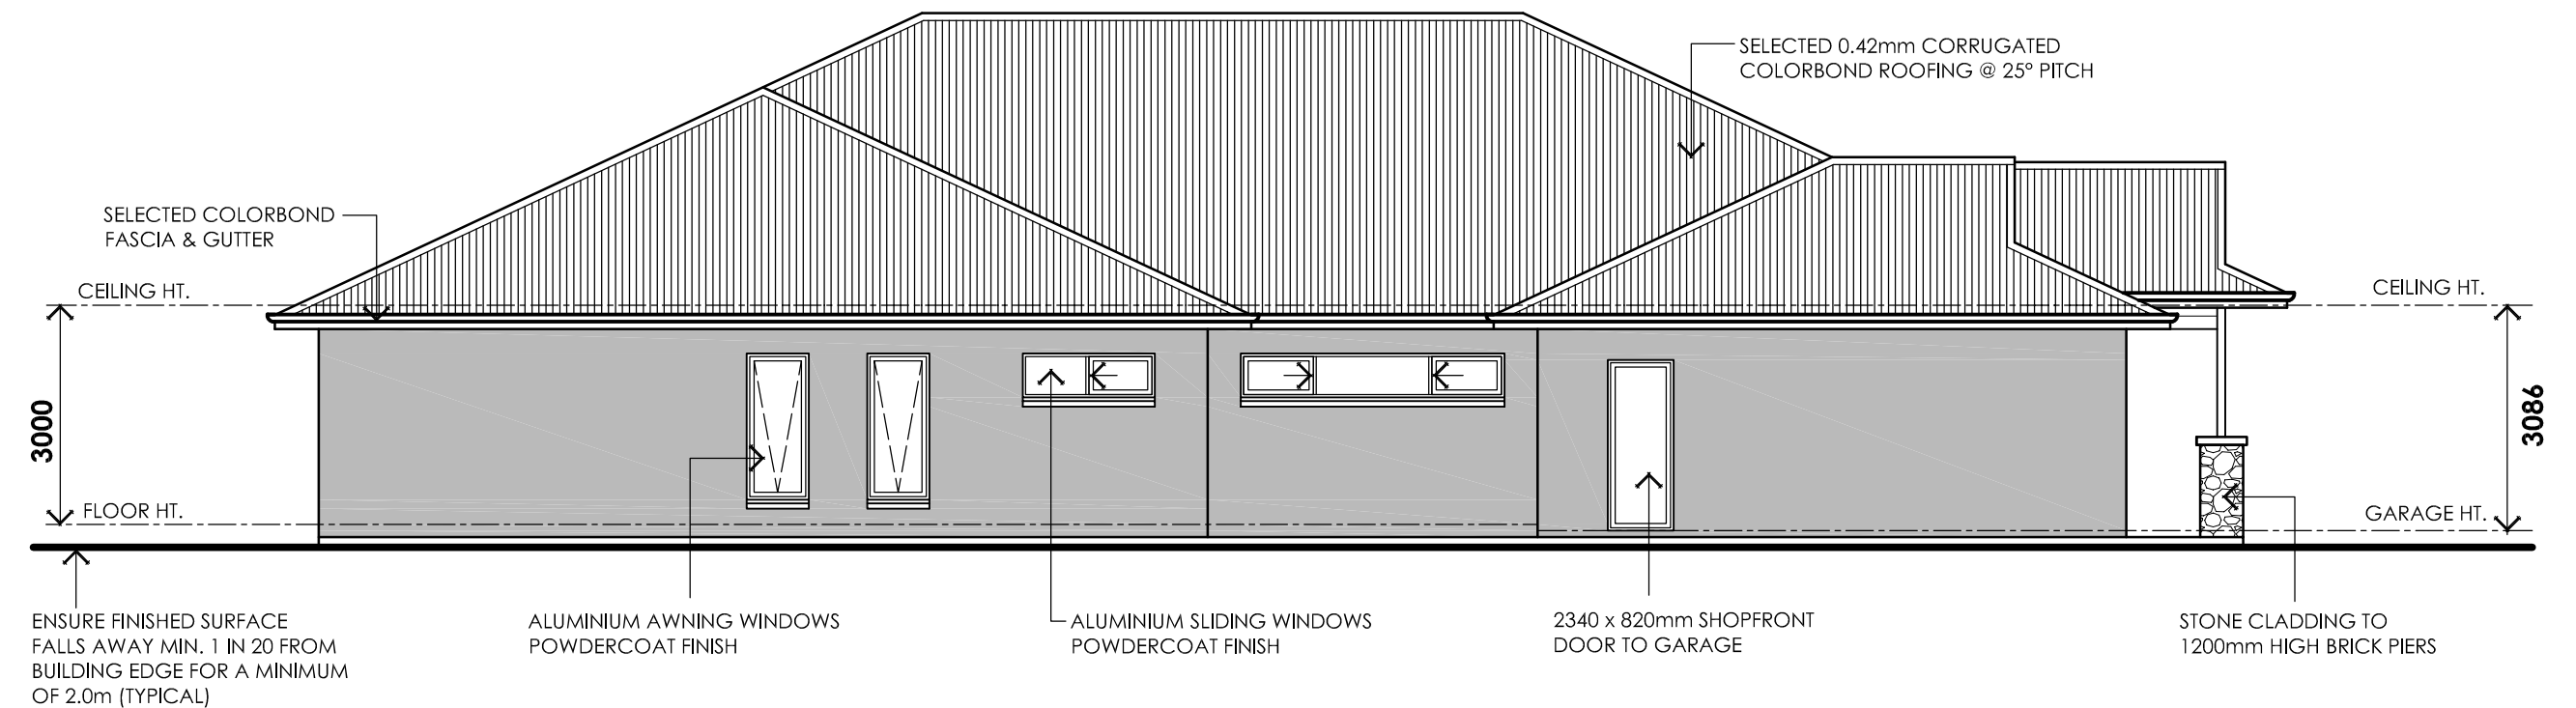 SELECTED 0.42mm CORRUGATED
COLORBOND ROOFING @ 25° PITCH
SELECTED COLORBOND
FASCIA & GUTTER
CEILING HT.
CEILING HT.
3000
3086
FLOOR HT.
GARAGE HT.
ENSURE FINISHED SURFACE
FALLS AWAY MIN. 1 IN 20 FROM
BUILDING EDGE FOR A MINIMUM
OF 2.0m (TYPICAL)
ALUMINIUM AWNING WINDOWS
POWDERCOAT FINISH
ALUMINIUM SLIDING WINDOWS
POWDERCOAT FINISH
2340 x 820mm SHOPFRONT
DOOR TO GARAGE
STONE CLADDING TO
1200mm HIGH BRICK PIERS